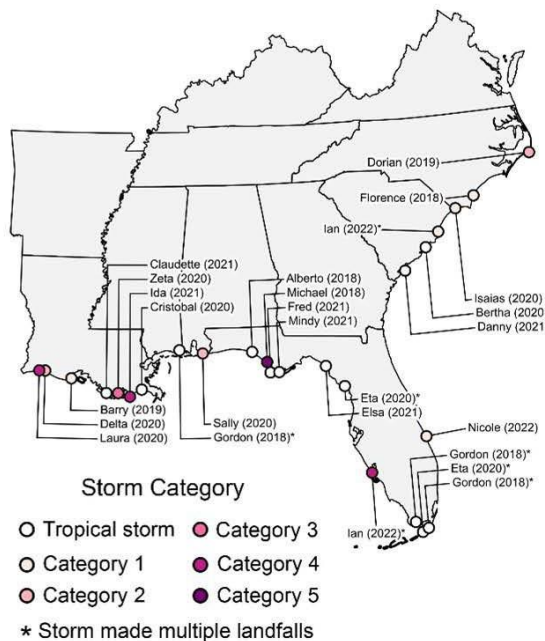 Dorian (2019)
Florence (2018)
Ian (2022)*
Claudette (2021)
Zeta (2020)
Ida (2021)
Cristobal (2020)
Alberto (2018)
Michael (2018)
Fred (2021)
Mindy (2021)
Isaias (2020)
Bertha (2020
Danny (2021
Barry (2019)
Delta (2020)
Laura (2020)
Sally (2020)
Gordon (2018)*
Eta (2020)*
Elsa (2021)
Nicole (2022)
Gordon (2018)*
Eta (2020)*
Gordon (2018)*
Ian (2022)*
Storm Category
Tropical storm
Category 3
Category 1
Category 4
Category 2
Category 5
* Storm made multiple landfalls